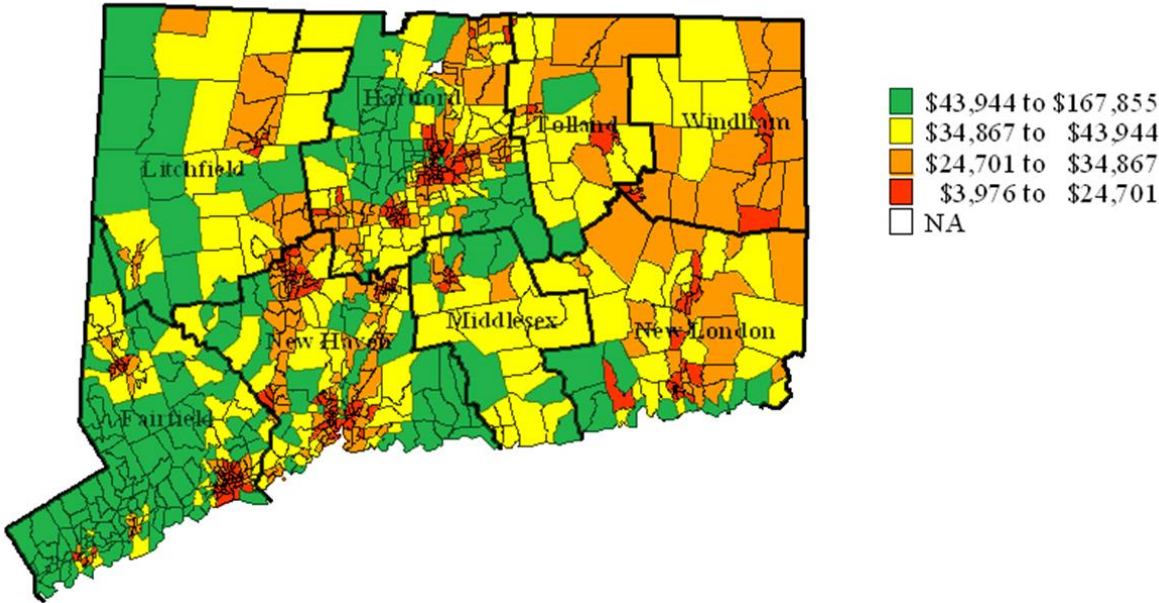 Hartford
Tolland
Windham
Litchfield
Middlesex
New London
New Haven
Fairfield
$43,944 to $167,855
$34,867 to $43,944
$24,701 to $34,867
$3,976 to $24,701
NA